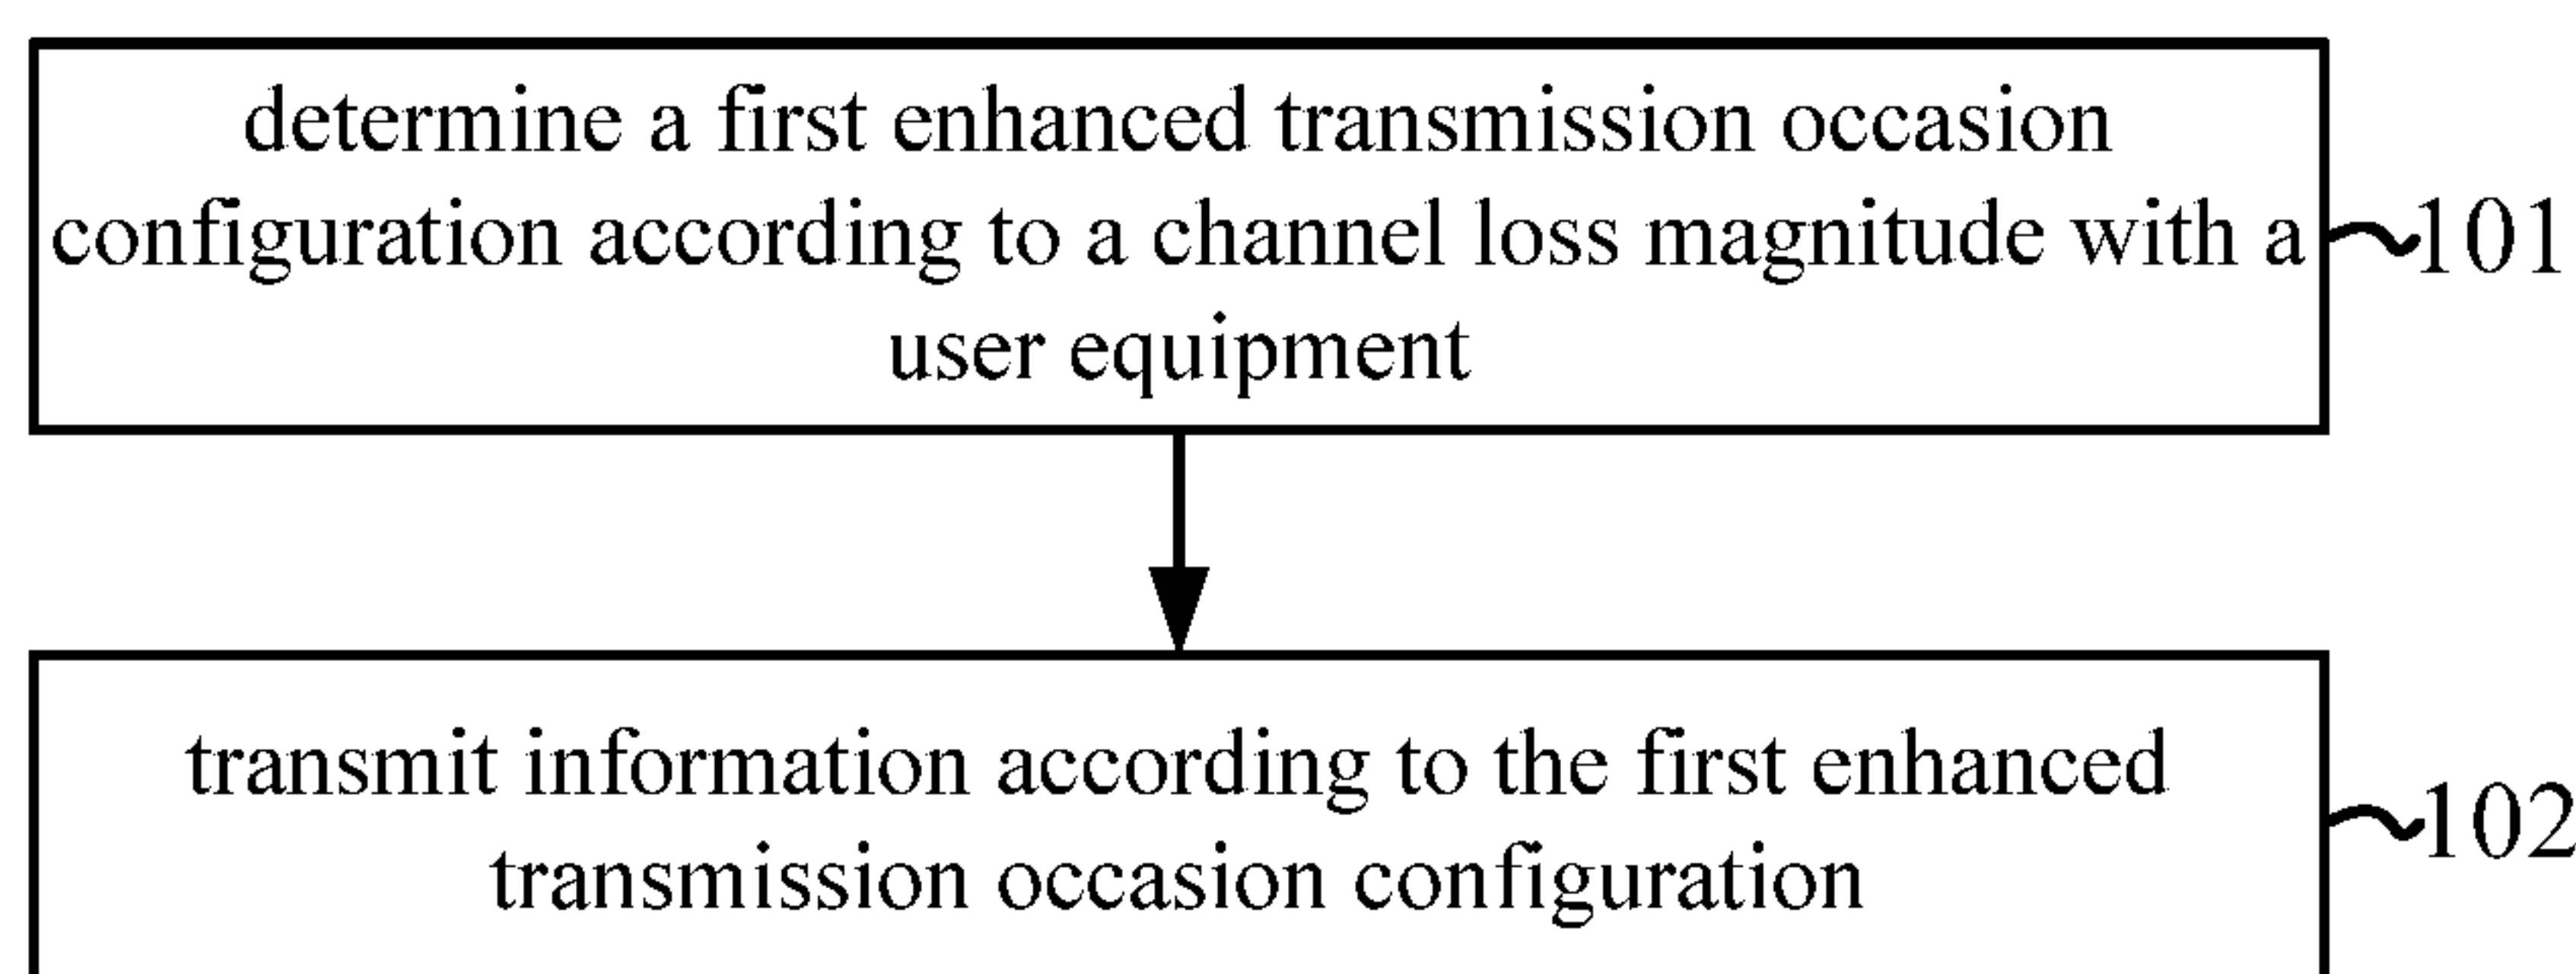 determine a first enhanced transmission occasion
configuration according to a channel loss magnitude with a
user equipment
101
transmit information according to the first enhanced
transmission occasion configuration
102